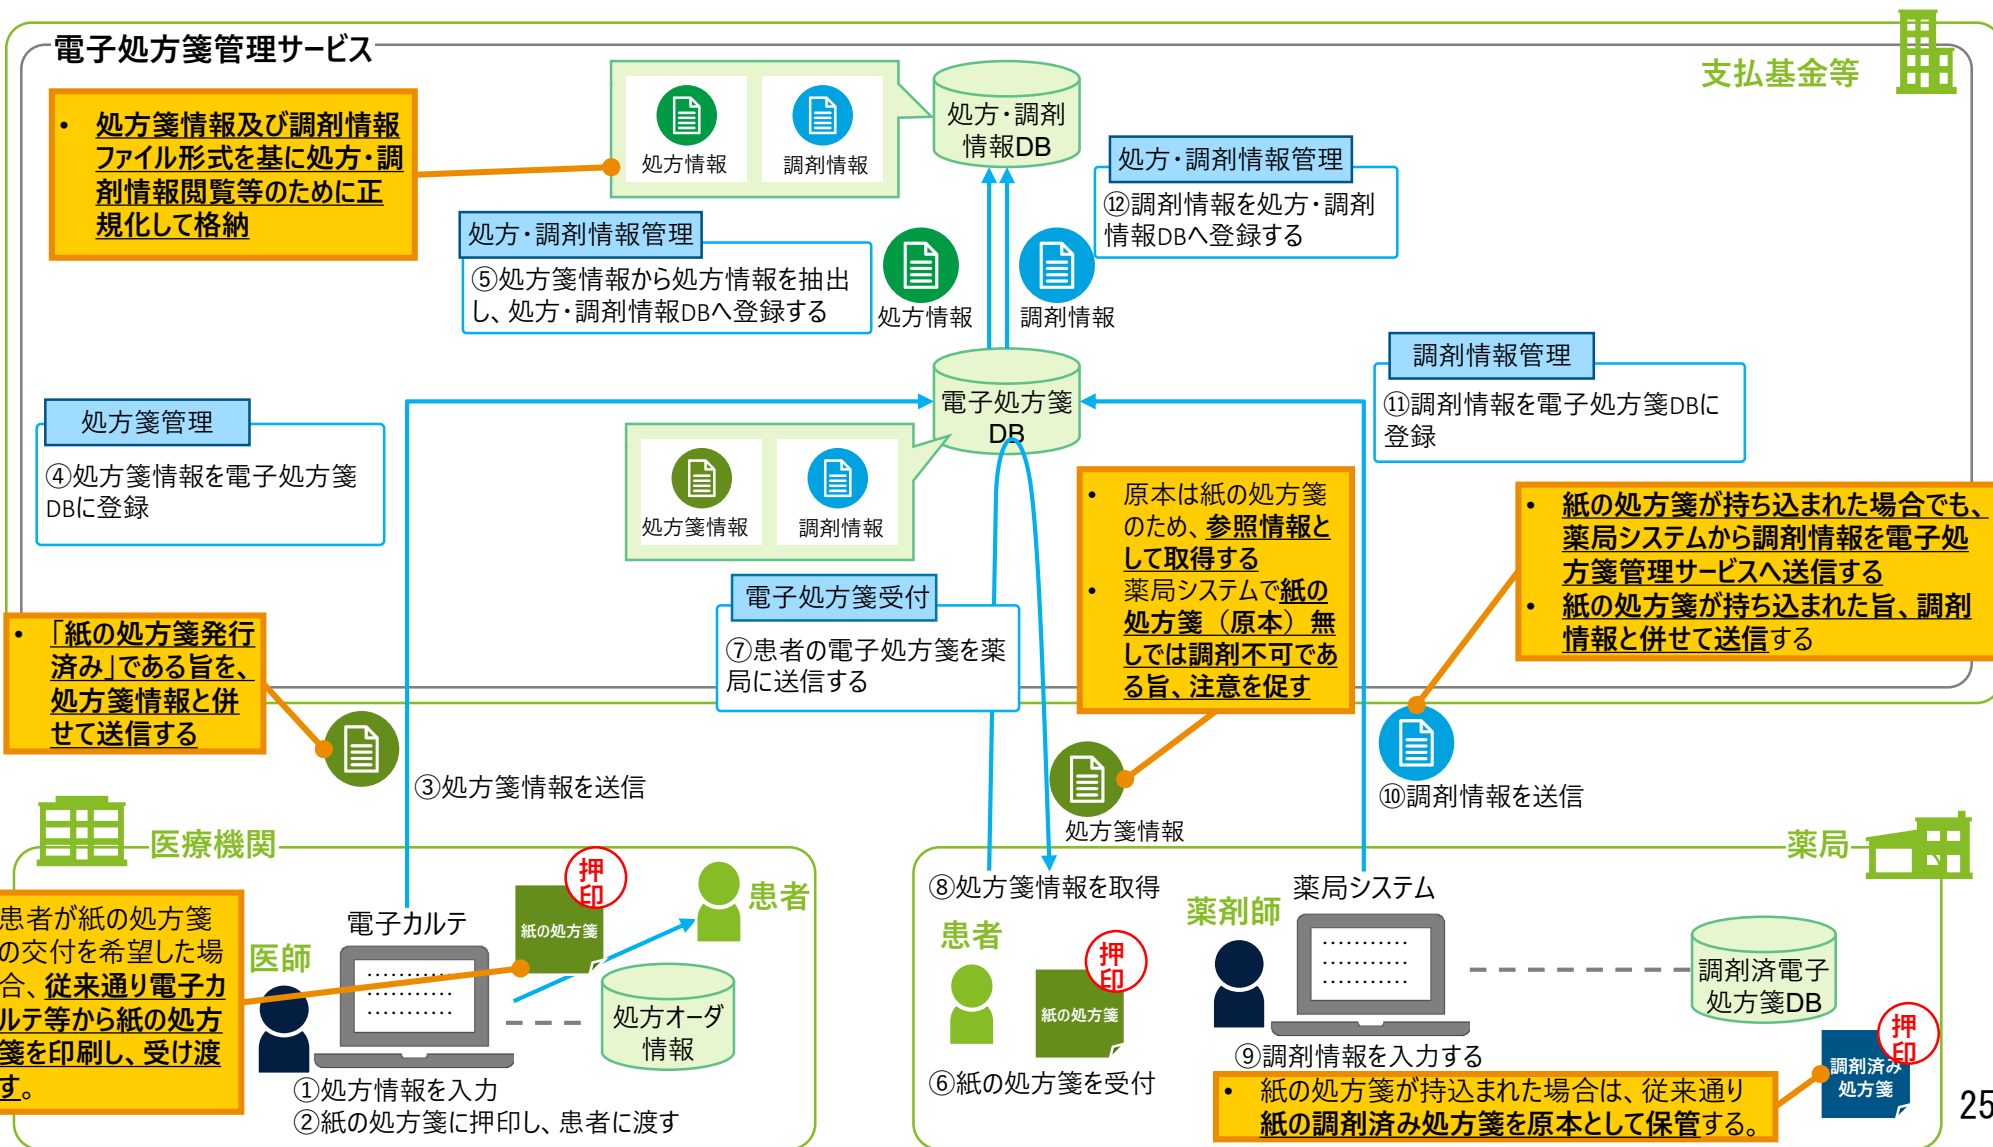 電子処方箋管理サービス
支払基金等
• 処方箋情報及び調剤情報
ファイル形式を基に処方・調
剤情報閲覧等のために正
規化して格納
処方情報
調剤情報
処方・調剤
情報DB
処方・調剤情報管理
⑫調剤情報を処方・調剤
情報DBへ登録する
処方・調剤情報管理
⑤処方箋情報から処方情報を抽出
し、処方・調剤情報DBへ登録する
処方情報
調剤情報
調剤情報管理
⑪調剤情報を電子処方箋DBに
登録
処方箋管理
④処方箋情報を電子処方箋
DBに登録
電子処方箋
DB
処方箋情報
調剤情報
• 原本は紙の処方箋
のため、参照情報と
して取得する
• 薬局システムで紙の
処方箋（原本）無
しでは調剤不可であ
る旨、注意を促す
• 紙の処方箋が持ち込まれた場合でも、
薬局システムから調剤情報を電子処
方箋管理サービスへ送信する
• 紙の処方箋が持ち込まれた旨、調剤
情報と併せて送信する
電子処方箋受付
⑦患者の電子処方箋を薬
局に送信する
• 「紙の処方箋発行
済み」である旨を、
処方箋情報と併
せて送信する
③処方箋情報を送信
処方箋情報
⑩調剤情報を送信
医療機関
患者が紙の処方箋
の交付を希望した場
合、従来通り電子カ
ルテ等から紙の処方
箋を印刷し、受け渡
す。
医師
電子カルテ
押
印
紙の処方箋
患者
処方オーダ
情報
①処方情報を入力
②紙の処方箋に押印し、患者に渡す
薬局
⑧処方箋情報を取得
患者
押
印
紙の処方箋
⑥紙の処方箋を受付
薬剤師
薬局システム
⑨調剤情報を入力する
調剤済電子
処方箋DB
押
印
調剤済み
処方箋
• 紙の処方箋が持込まれた場合は、従来通り
紙の調剤済み処方箋を原本として保管する。
25